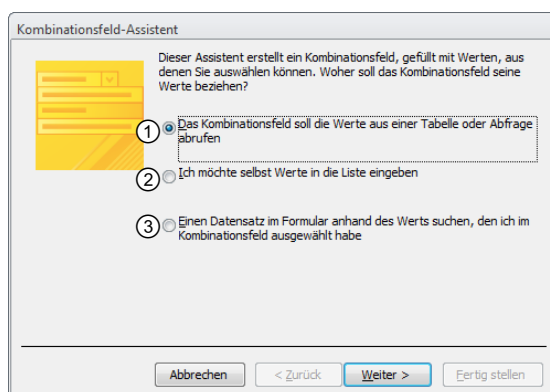 Kombinationsfeld-Assistent
Dieser Assistent erstellt ein Kombinationsfeld, gefüllt mit Werten, aus
denen Sie auswählen können. Woher soll das Kombinationsfeld seine
Werte beziehen?
① Das Kombinationsfeld soll die Werte aus einer Tabelle oder Abfrage
abrufen
② Ich möchte selbst Werte in die Liste eingeben
③ Einen Datensatz im Formular anhand des Werts suchen, den ich im
Kombinationsfeld ausgewählt habe
Abbrechen < Zurück Weiter > Fertig stellen